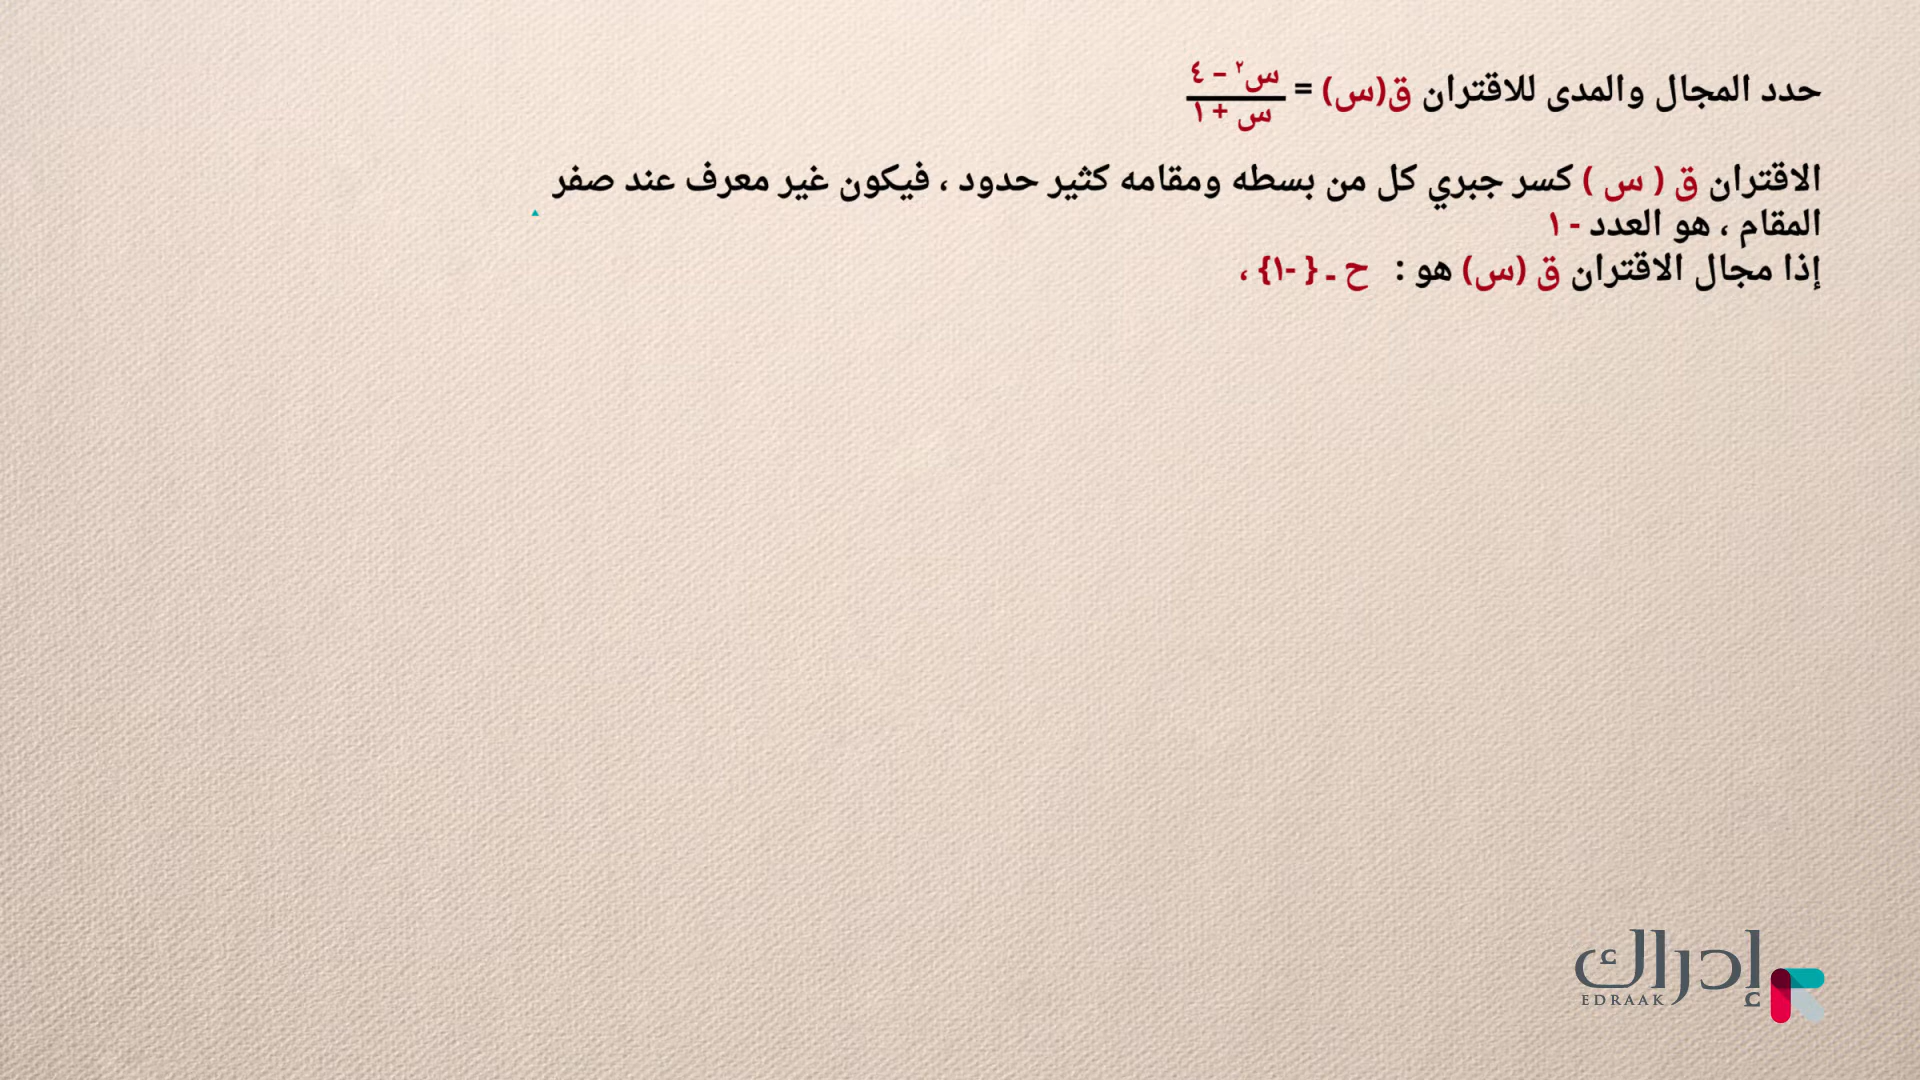 حدد المجال والمدى للاقتران ق(س) = س٢ – ٤ / س + ١
الاقتران ق ( س ) كسر جبري كل من بسطه ومقامه كثير حدود ، فيكون غير معرف عند صفر
المقام ، هو العدد - ١
إذا مجال الاقتران ق (س) هو : ح - { -١} ،
إدراك
EDRAAK